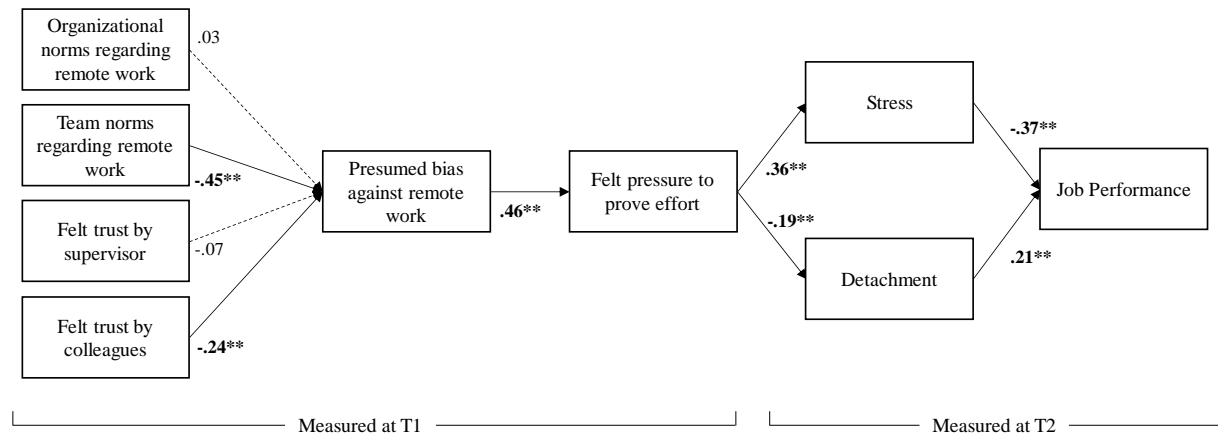 Organizational
norms regarding
remote work
.03
Team norms
regarding remote
work
-.45**
Felt trust by
supervisor
-.07
Felt trust by
colleagues
-.24**
Presumed bias
against remote
work
.46**
Felt pressure to
prove effort
.36**
-.19**
Stress
Detachment
-.37**
.21**
Job Performance
Measured at T1
Measured at T2